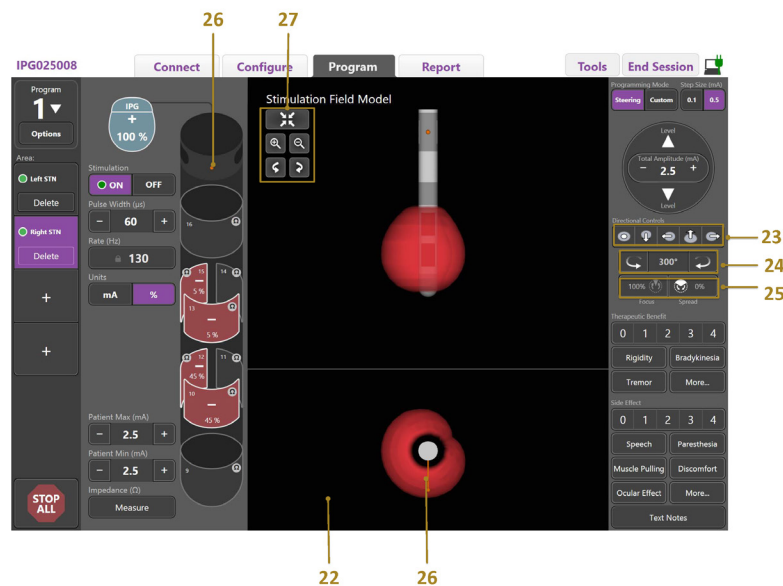 26
27
IPG025008
Connect
Configure
Program
Report
Tools
End Session
Program
1
Options
Area:
Left STN
Delete
Right STN
Delete
+
+
STOP
ALL
IPG
+
100 %
Stimulation
ON OFF
Pulse Width (µs)
− 60 +
Rate (Hz)
130
Units
mA %
Patient Max (mA)
− 2.5 +
Patient Min (mA)
− 2.5 +
Impedance (Ω)
Measure
16 Ω
15 Ω 14 Ω
−
5 %
13 Ω
−
5 %
12 Ω 11 Ω
−
45 %
10 Ω
−
45 %
9 Ω
Stimulation Field Model
Programming Mode Step Size (mA)
Steering Custom 0.1 0.5
Level
Total Amplitude (mA)
− 2.5 +
Level
Directional Controls
23
300°
24
100% 0%
25
Focus Spread
Therapeutic Benefit
0 1 2 3 4
Rigidity Bradykinesia
Tremor More...
Side Effect
0 1 2 3 4
Speech Paresthesia
Muscle Pulling Discomfort
Ocular Effect More...
Text Notes
22
26